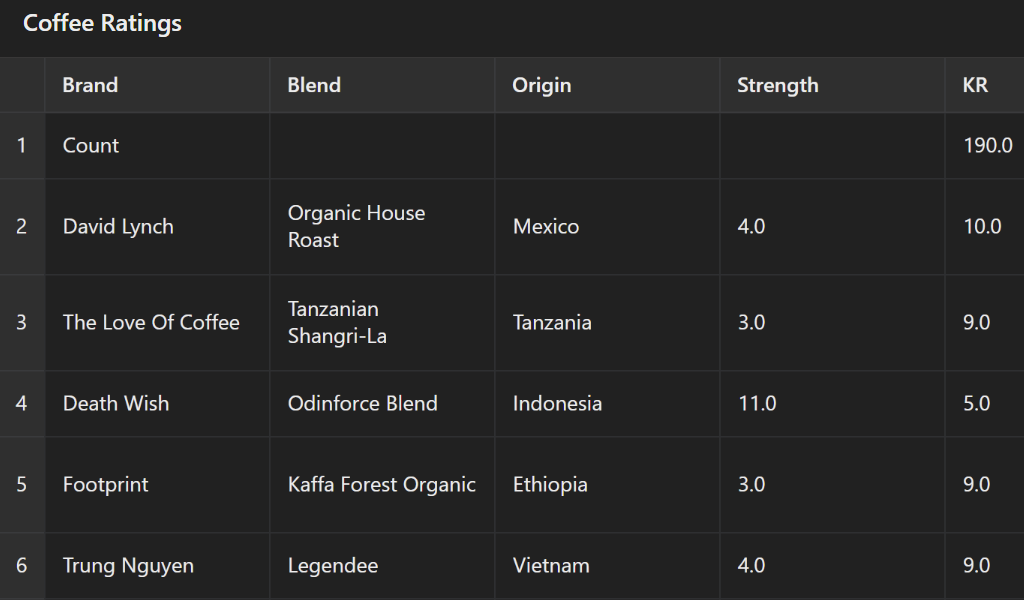 Coffee Ratings
Brand Blend Origin Strength KR
1 Count 190.0
2 David Lynch Organic House Roast Mexico 4.0 10.0
3 The Love Of Coffee Tanzanian Shangri-La Tanzania 3.0 9.0
4 Death Wish Odinforce Blend Indonesia 11.0 5.0
5 Footprint Kaffa Forest Organic Ethiopia 3.0 9.0
6 Trung Nguyen Legendee Vietnam 4.0 9.0